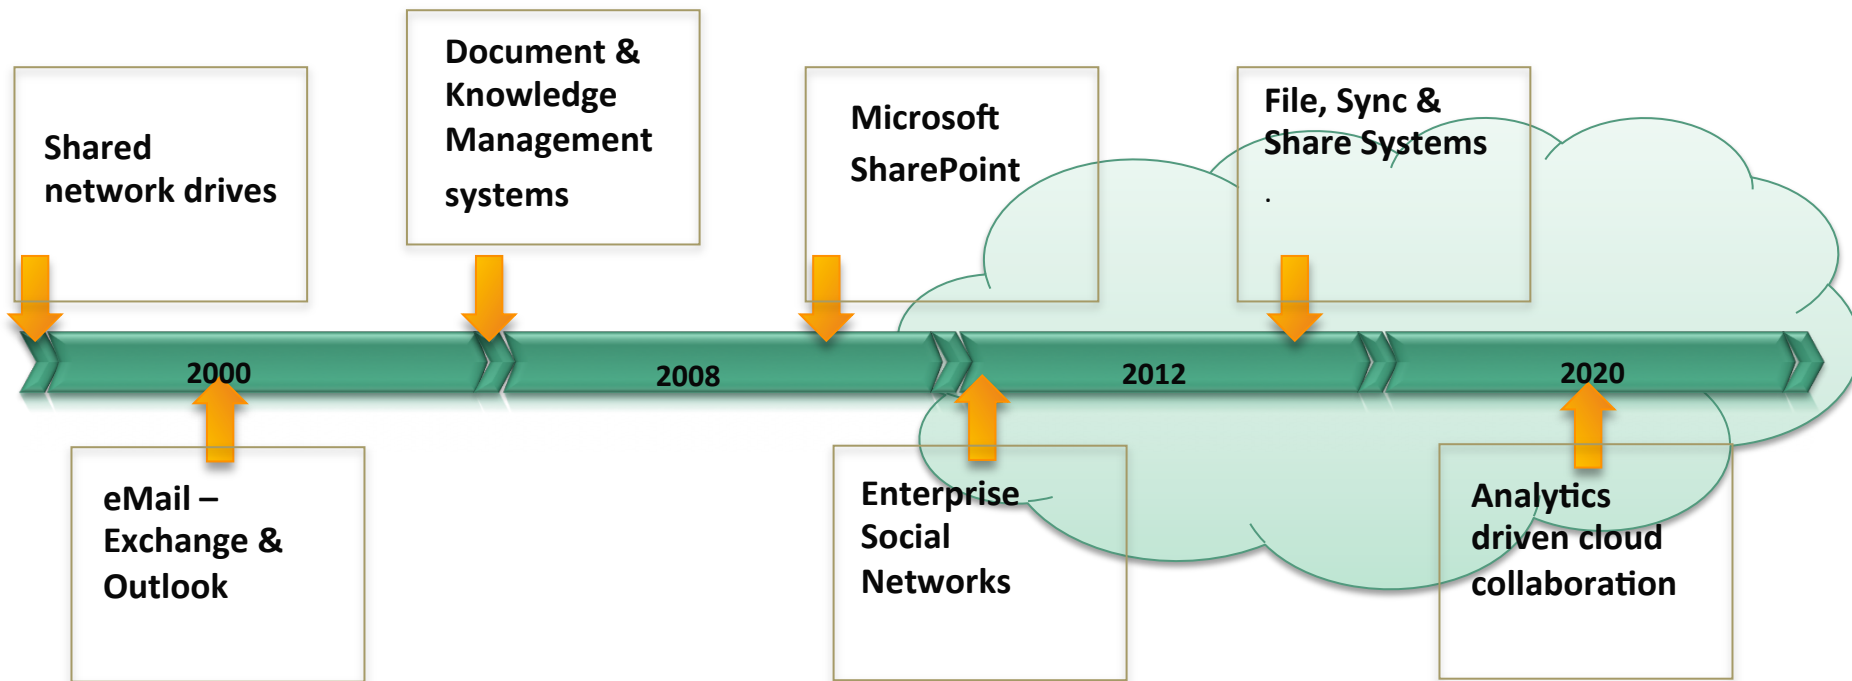 Shared
network drives
Document &
Knowledge
Management
systems
Microsoft
SharePoint
File, Sync &
Share Systems
.
2000
2008
2012
2020
eMail –
Exchange &
Outlook
Enterprise
Social
Networks
Analytics
driven cloud
collaboration